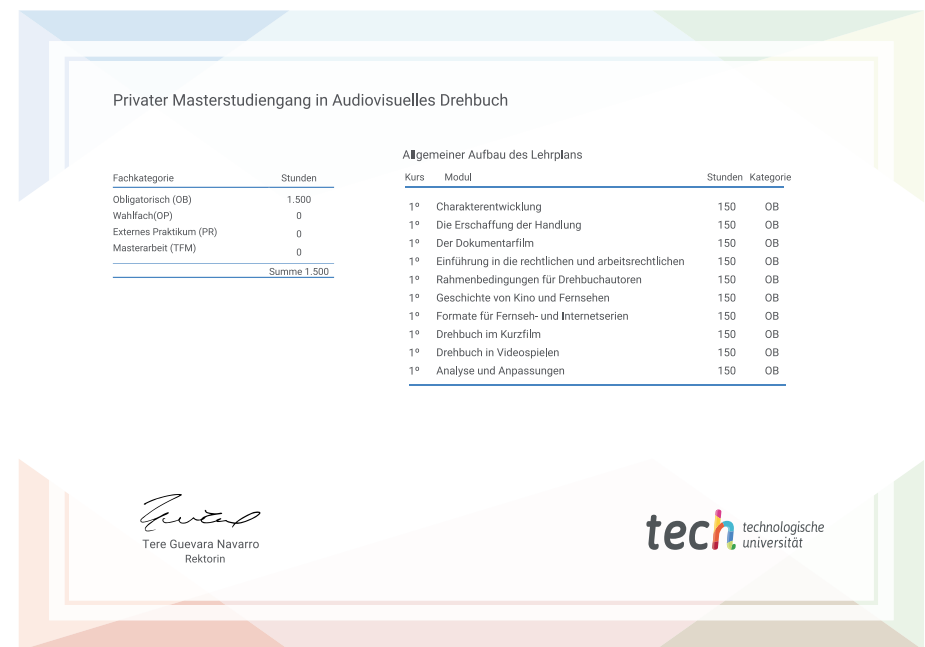 Privater Masterstudiengang in Audiovisuelles Drehbuch
Fachkategorie Stunden
Obligatorisch (OB) 1.500
Wahlfach(OP) 0
Externes Praktikum (PR) 0
Masterarbeit (TFM) 0
Summe 1.500
Allgemeiner Aufbau des Lehrplans
Kurs Modul Stunden Kategorie
1º Charakterentwicklung 150 OB
1º Die Erschaffung der Handlung 150 OB
1º Der Dokumentarfilm 150 OB
1º Einführung in die rechtlichen und arbeitsrechtlichen 150 OB
1º Rahmenbedingungen für Drehbuchautoren 150 OB
1º Geschichte von Kino und Fernsehen 150 OB
1º Formate für Fernseh- und Internetserien 150 OB
1º Drehbuch im Kurzfilm 150 OB
1º Drehbuch in Videospielen 150 OB
1º Analyse und Anpassungen 150 OB
Tere Guevara Navarro
Rektorin
tech technologische
universität